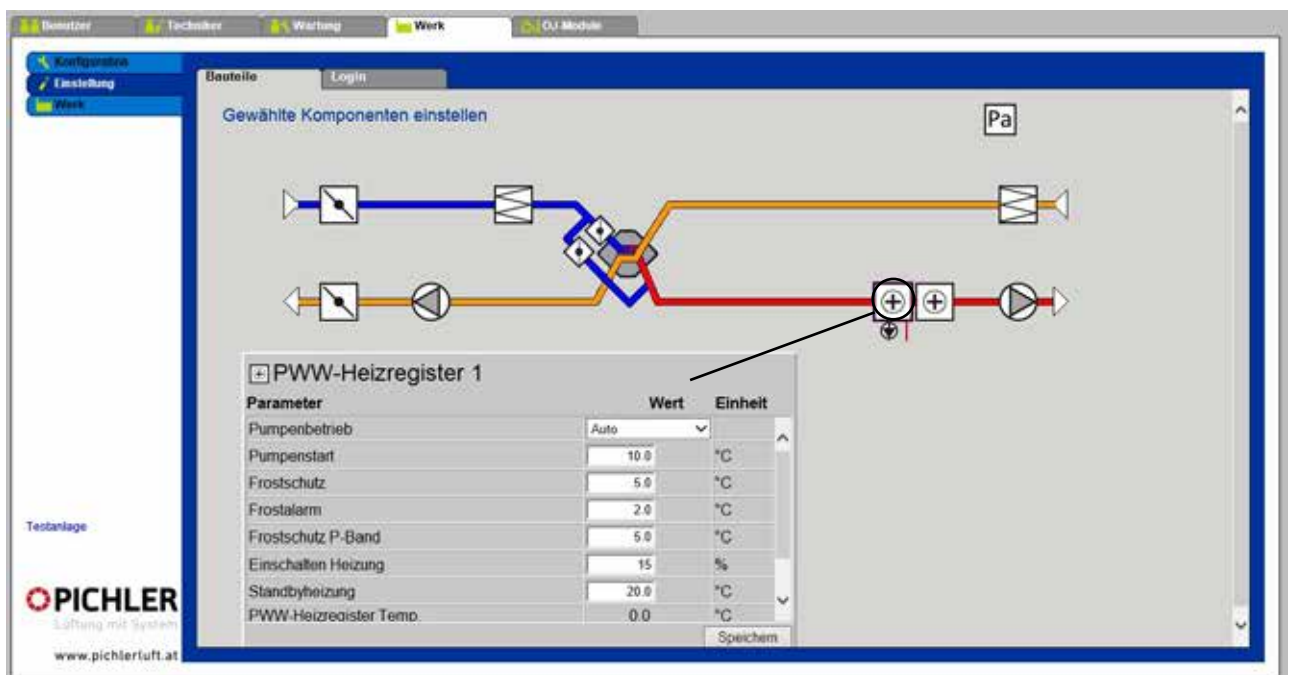 Benutzer Techniker Wartung Werk OJ-Module
Konfiguration
Einstellung
Werk
Bauteile Login
Gewählte Komponenten einstellen
Pa
PWW-Heizregister 1
Parameter Wert Einheit
Pumpenbetrieb Auto
Pumpenstart 10.0 °C
Frostschutz 5.0 °C
Frostalarm 2.0 °C
Frostschutz P-Band 5.0 °C
Einschalten Heizung 15 %
Standbyheizung 20.0 °C
PWW-Heizregister Temp. 0.0 °C
Speichern
Testanlage
PICHLER
Lüftung mit System
www.pichlerluft.at